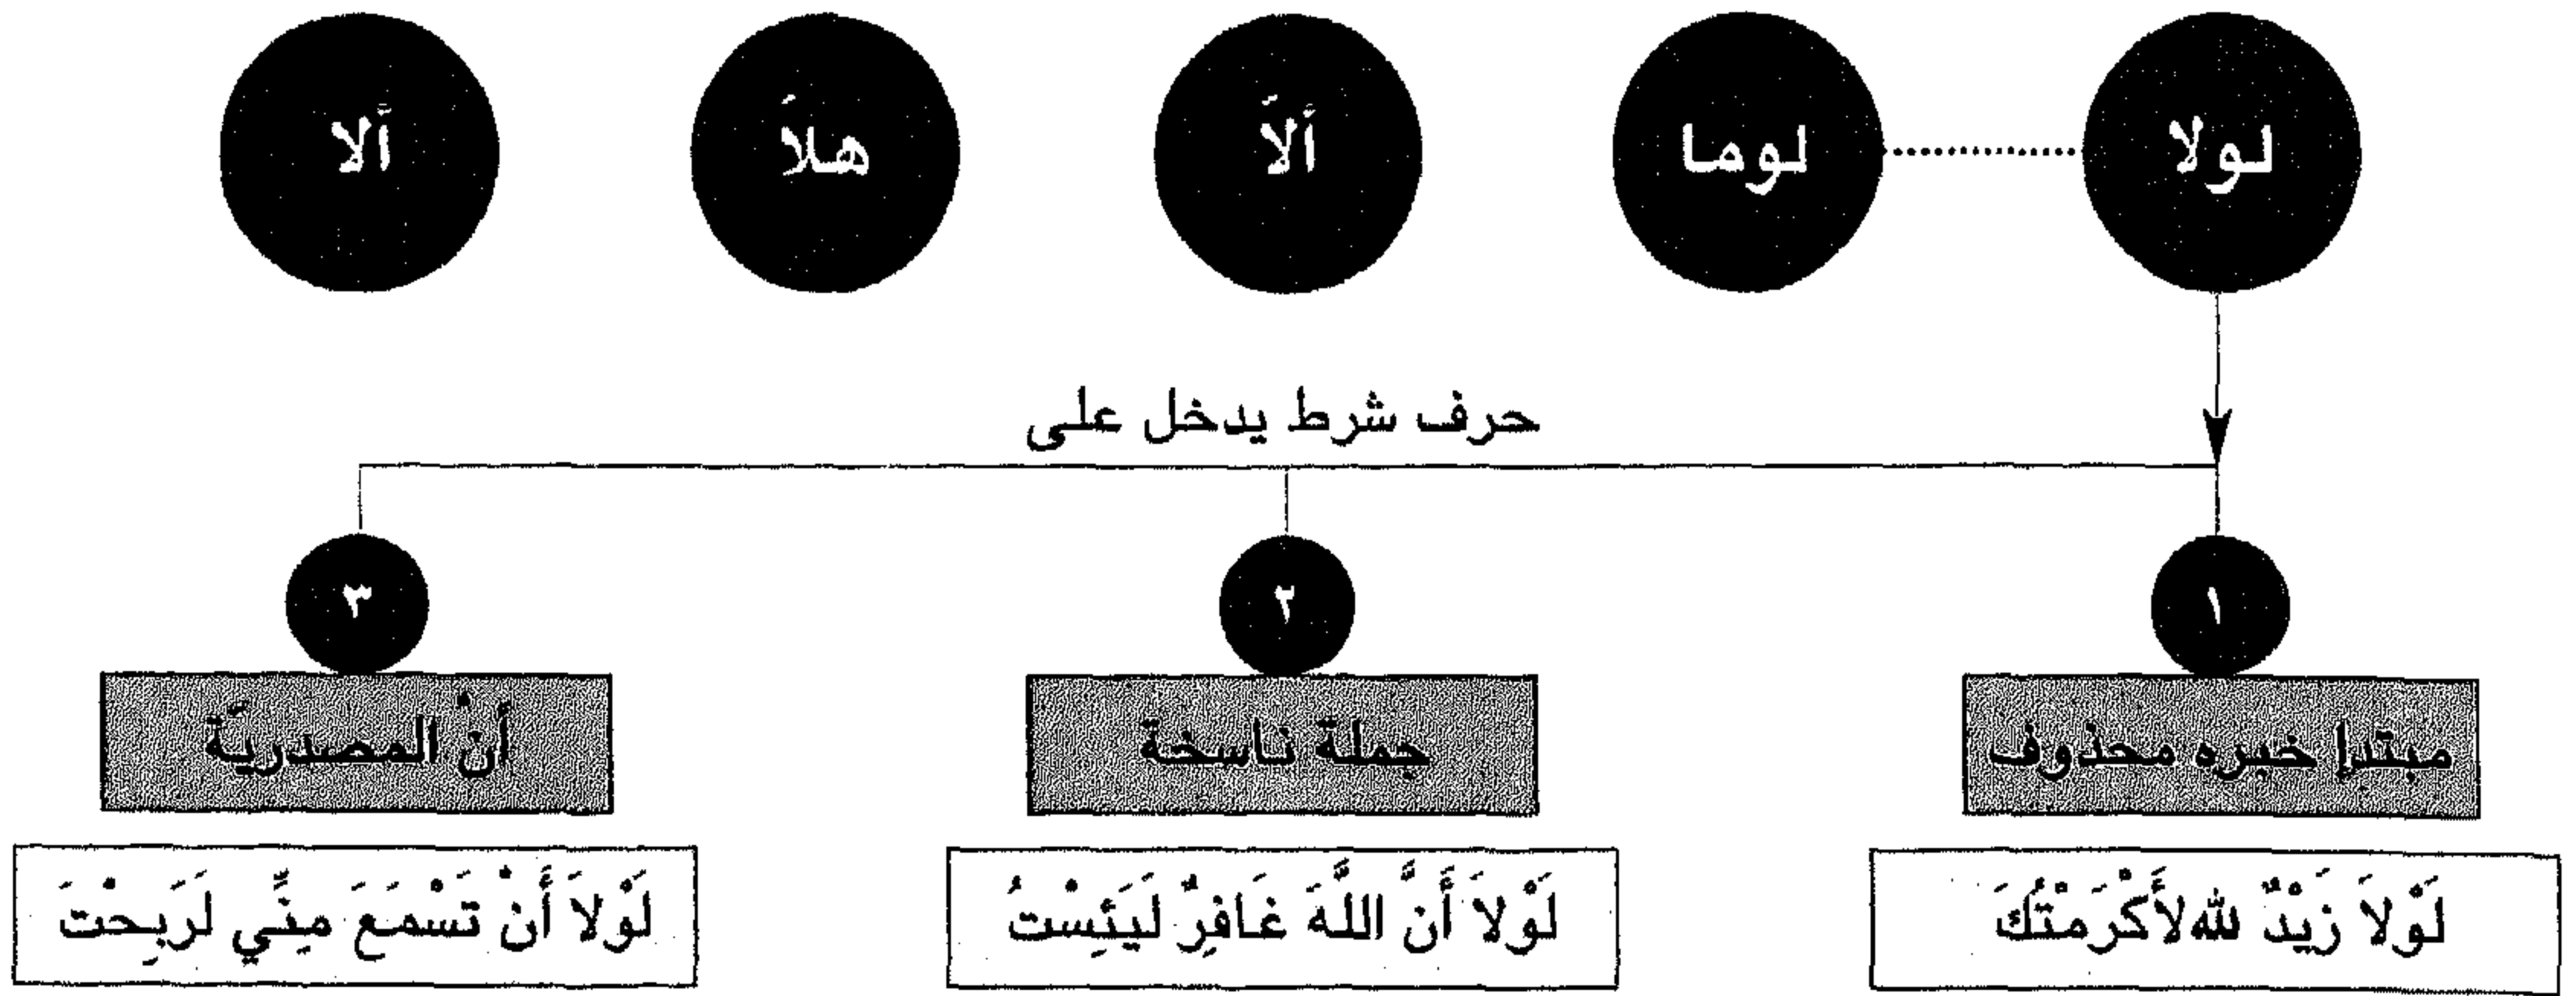 لولا لوما ألاَّ هلاَّ ألا
حرف شرط يدخل على
١ ٢ ٣
مبتدإ خبره محذوف جملة ناسخة أنْ المصدريّة
لَوْلاَ زَيْدٌ لله لأَكْرَمْتُكَ
لَوْلاَ أَنَّ اللَّهَ غَافِرٌ لَيَئِسْتُ
لَوْلاَ أَنْ تَسْمَعَ مِنِّي لَرَبِحْتَ